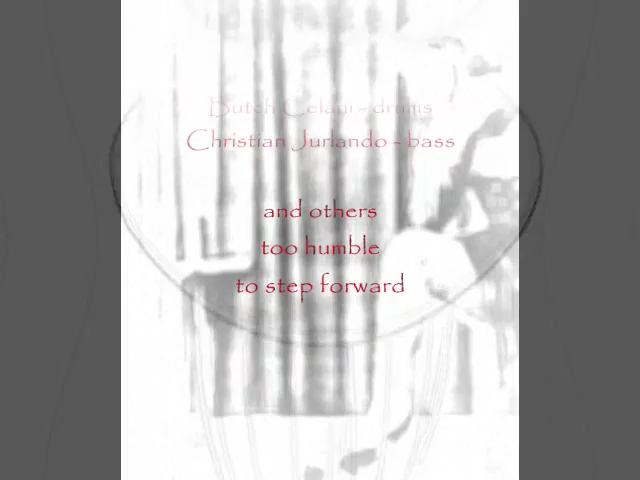 Butch Celani - drums
Christian Jurlando - bass
and others
too humble
to step forward